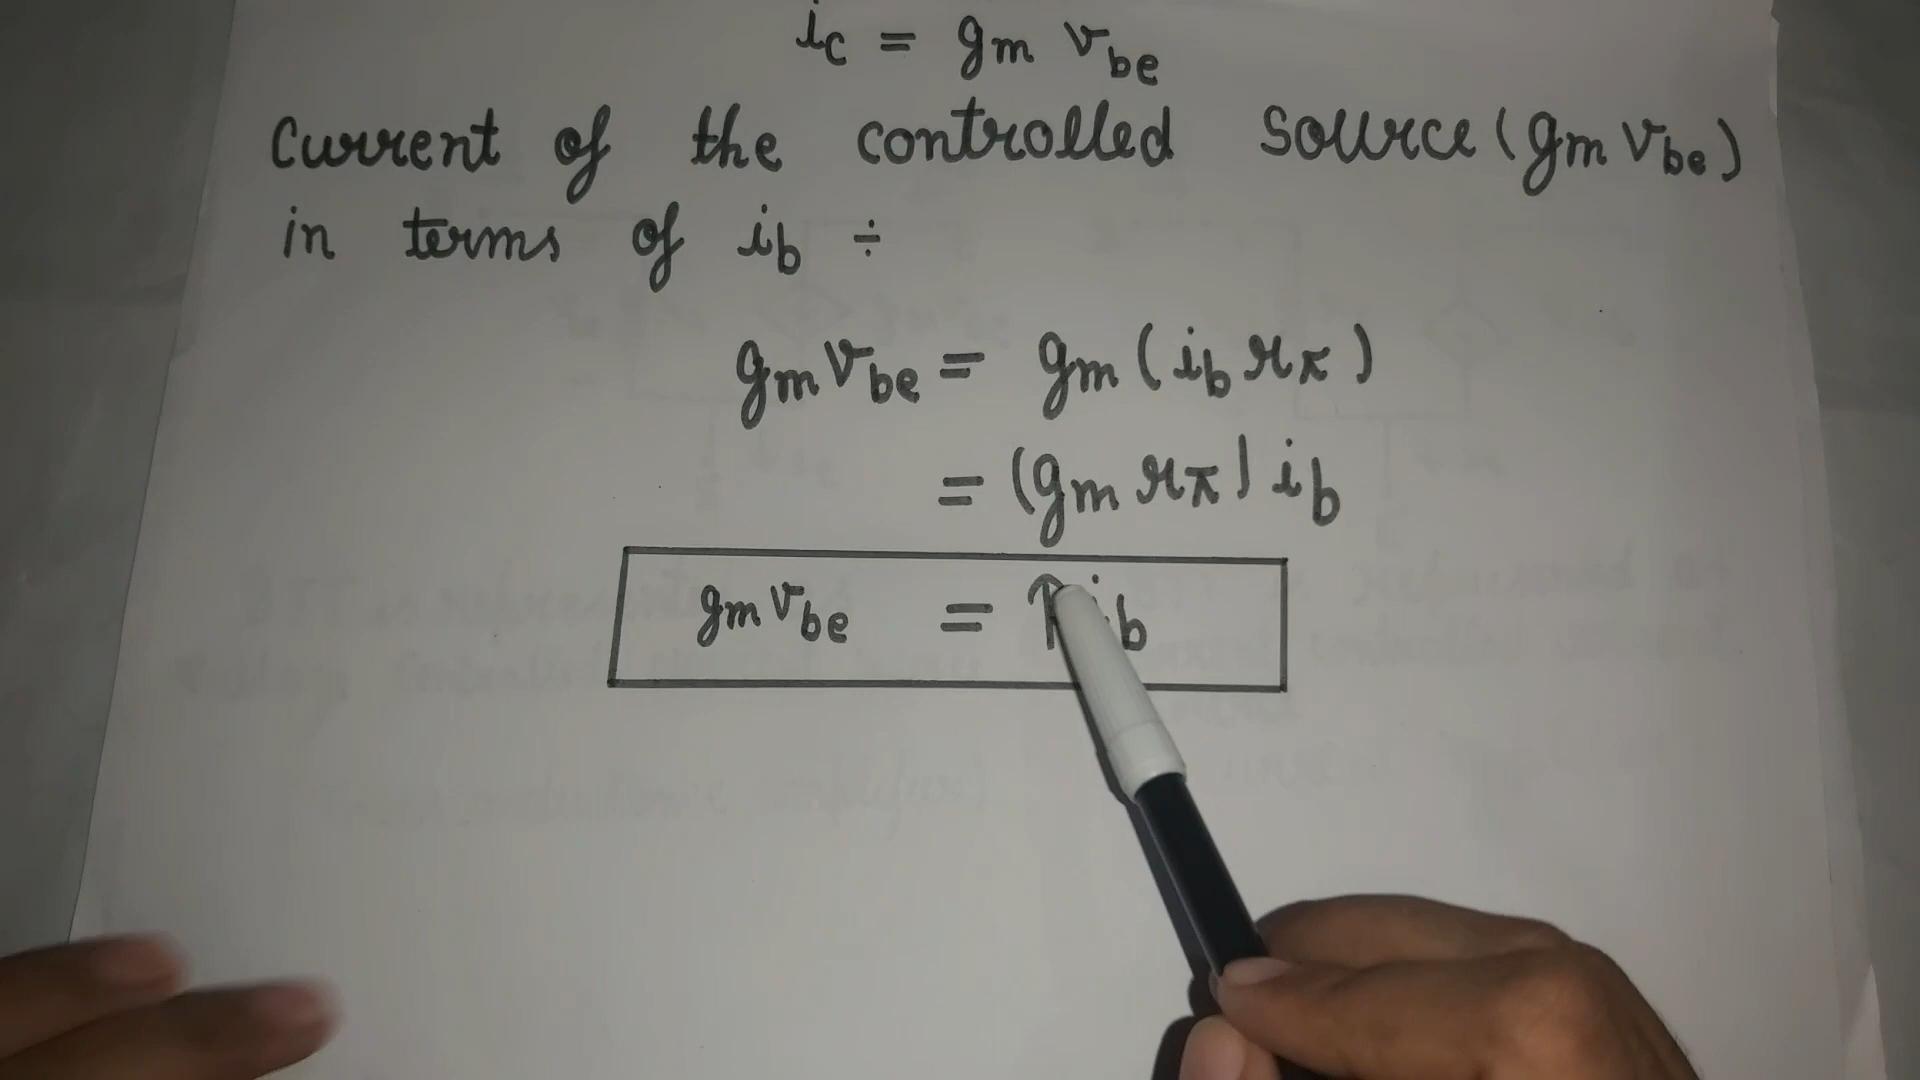 ic = gm vbe
Current of the controlled source (gm vbe)
in terms of ib ÷
gm vbe = gm (ib rπ)
= (gm rπ) ib
gm vbe = ib